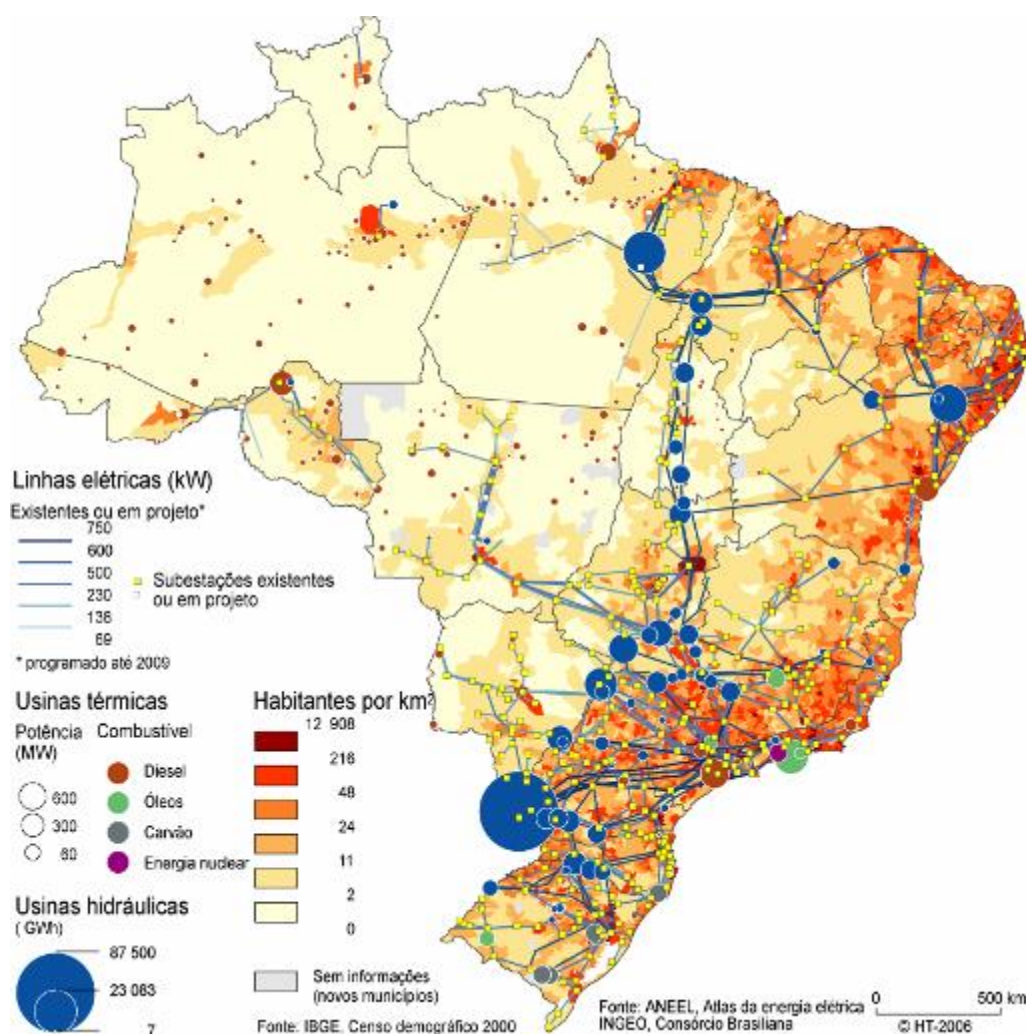 Linhas elétricas (kW)
Existentes ou em projeto*
750
600
500
230
138
69
Subestações existentes
ou em projeto
* programado até 2009
Usinas térmicas
Potência
(MW)
Combustível
600
300
60
Diesel
Óleos
Carvão
Energia nuclear
Usinas hidráulicas
( GWh)
87 500
23 083
7
Habitantes por km²
12 908
216
48
24
11
2
0
Sem informações
(novos municípios)
Fonte: IBGE, Censo demográfico 2000
Fonte: ANEEL, Atlas da energia elétrica
INGEO, Consórcio Brasiliana
0 500 km
© HT-2006